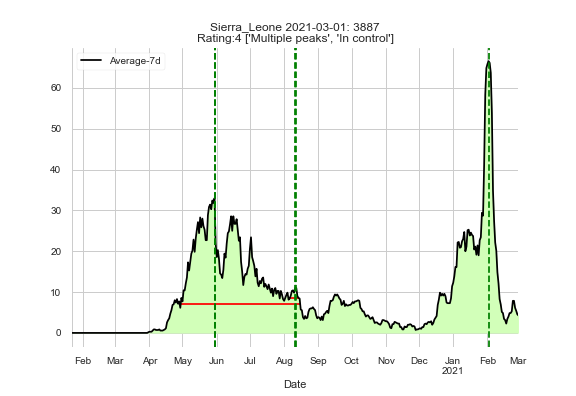 Sierra_Leone 2021-03-01: 3887
Rating:4 ['Multiple peaks', 'In control']
Average-7d
60
50
40
30
20
10
0
Feb Mar Apr May Jun Jul Aug Sep Oct Nov Dec Jan Feb Mar
2021
Date